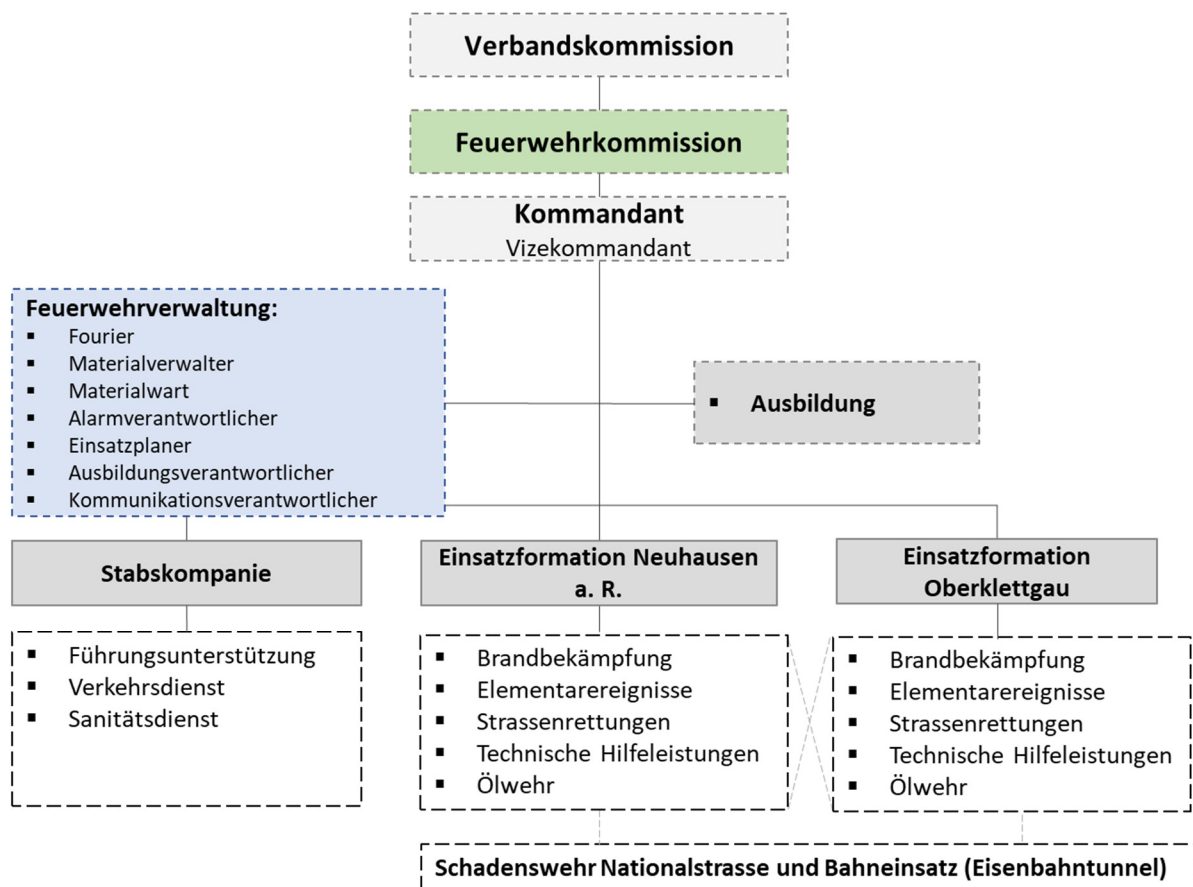 Verbandskommission
Feuerwehrkommission
Kommandant
Vizekommandant
Feuerwehrverwaltung:
▪ Fourier
▪ Materialverwalter
▪ Materialwart
▪ Alarmverantwortlicher
▪ Einsatzplaner
▪ Ausbildungsverantwortlicher
▪ Kommunikationsverantwortlicher
▪ Ausbildung
Stabskompanie
▪ Führungsunterstützung
▪ Verkehrsdienst
▪ Sanitätsdienst
Einsatzformation Neuhausen
a. R.
▪ Brandbekämpfung
▪ Elementarereignisse
▪ Strassenrettungen
▪ Technische Hilfeleistungen
▪ Ölwehr
Einsatzformation
Oberklettgau
▪ Brandbekämpfung
▪ Elementarereignisse
▪ Strassenrettungen
▪ Technische Hilfeleistungen
▪ Ölwehr
Schadenswehr Nationalstrasse und Bahneinsatz (Eisenbahntunnel)